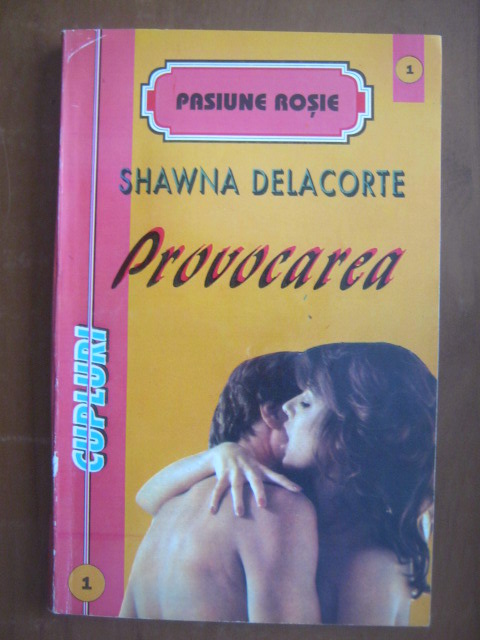 PASIUNE ROȘIE
1
SHAWNA DELACORTE
Provocarea
CUPLURI
1